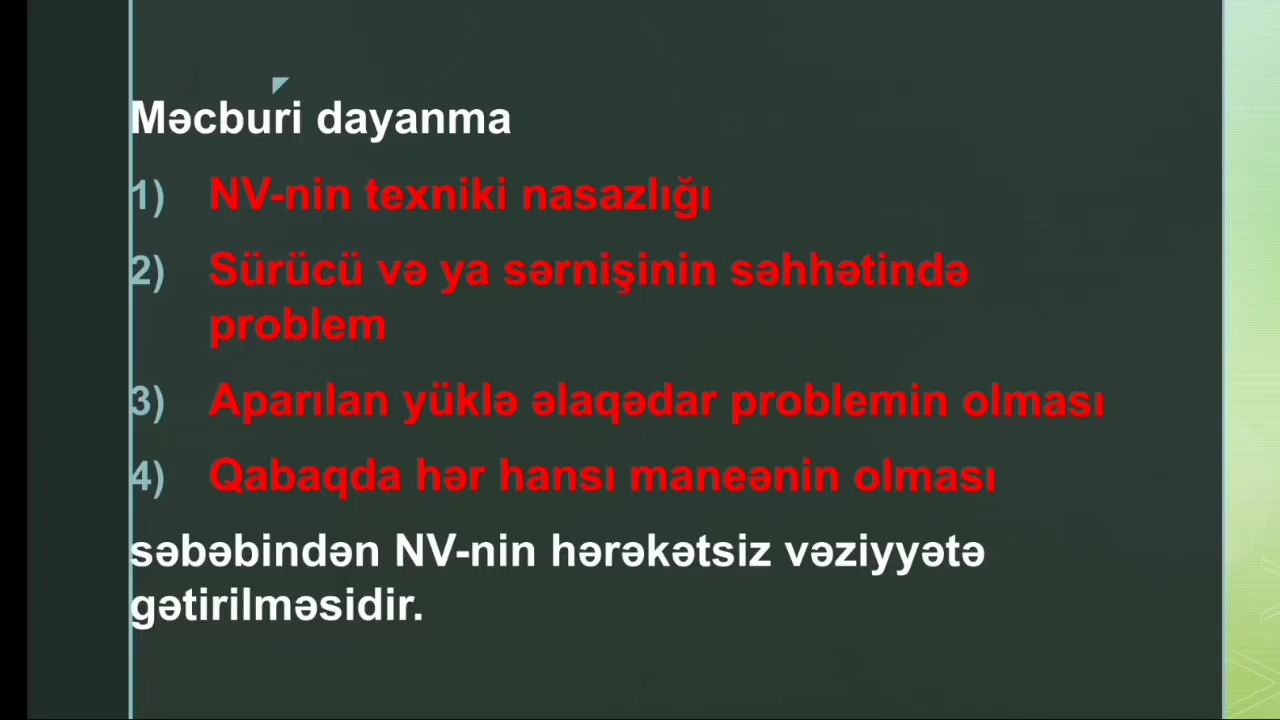 Məcburi dayanma
1) NV-nin texniki nasazlığı
2) Sürücü və ya sərnişinin səhhətində
problem
3) Aparılan yüklə əlaqədar problemin olması
4) Qabaqda hər hansı maneənin olması
səbəbindən NV-nin hərəkətsiz vəziyyətə
gətirilməsidir.